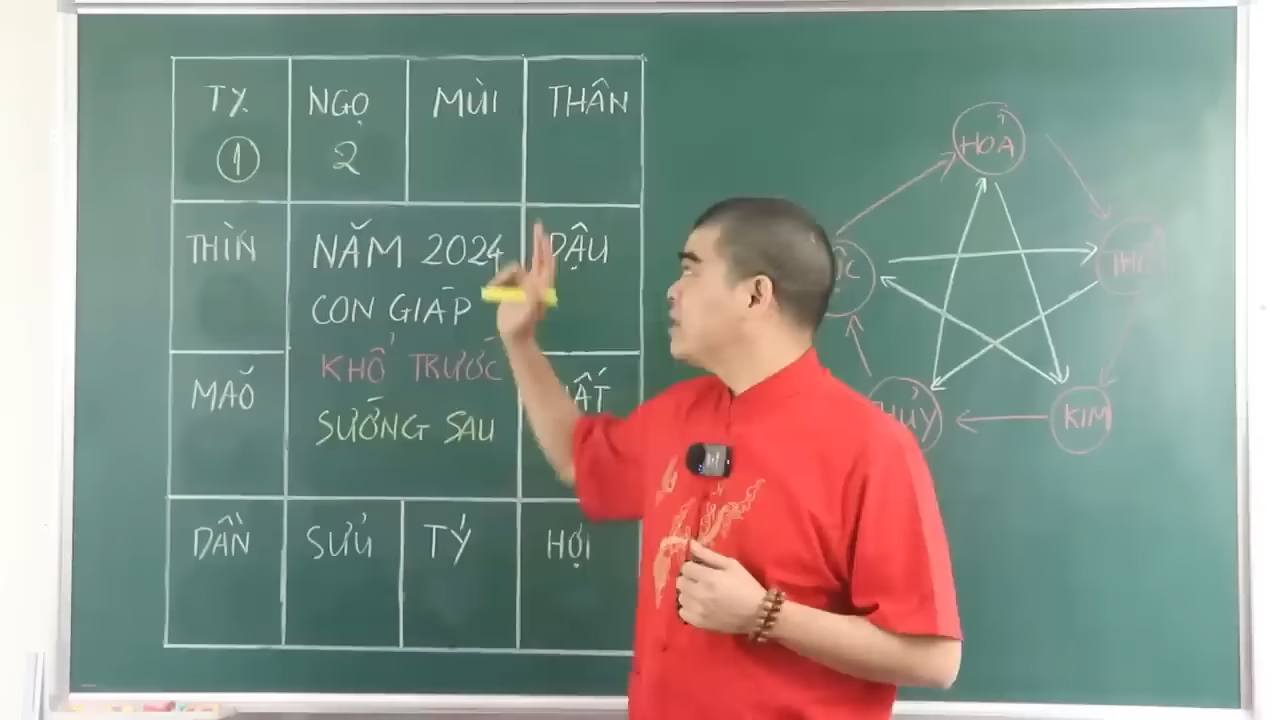 TỴ NGỌ MÙI THÂN
① 2
THÌN NĂM 2024 DẬU
CON GIÁP
KHỔ TRƯỚC
MÃO
SƯỚNG SAU
DẦN SỬU TÝ HỢI
HỎA
THỦY
KIM